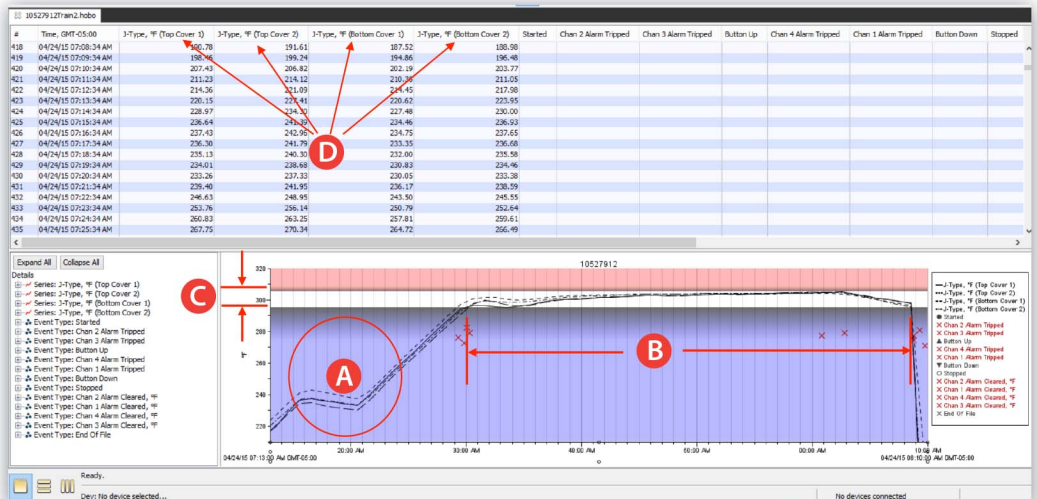 10527912Train2.hobo
# Time, GMT-05:00 J-Type, °F (Top Cover 1) J-Type, °F (Top Cover 2) J-Type, °F (Bottom Cover 1) J-Type, °F (Bottom Cover 2) Started Chan 2 Alarm Tripped Chan 3 Alarm Tripped Button Up Chan 4 Alarm Tripped Chan 1 Alarm Tripped Button Down Stopped
418 04/24/15 07:08:34 AM 190.78 191.61 187.52 188.98
419 04/24/15 07:09:34 AM 198.46 199.24 194.86 196.48
420 04/24/15 07:10:34 AM 207.43 206.82 202.19 203.77
421 04/24/15 07:11:34 AM 211.23 214.12 210.36 211.05
422 04/24/15 07:12:34 AM 214.36 221.09 214.45 217.98
423 04/24/15 07:13:34 AM 220.15 227.41 220.62 223.95
424 04/24/15 07:14:34 AM 228.97 234.30 227.48 230.00
425 04/24/15 07:15:34 AM 236.64 241.39 234.46 236.93
426 04/24/15 07:16:34 AM 237.43 242.96 234.75 237.65
427 04/24/15 07:17:34 AM 236.30 241.79 233.35 236.68
428 04/24/15 07:18:34 AM 235.13 240.30 232.00 235.58
429 04/24/15 07:19:34 AM 234.01 238.68 230.83 234.46
430 04/24/15 07:20:34 AM 233.26 237.33 230.05 233.38
431 04/24/15 07:21:34 AM 239.40 241.95 236.17 238.59
432 04/24/15 07:22:34 AM 246.63 248.95 243.50 245.55
433 04/24/15 07:23:34 AM 253.76 256.14 250.79 252.64
434 04/24/15 07:24:34 AM 260.83 263.25 257.81 259.61
435 04/24/15 07:25:34 AM 267.75 270.34 264.72 266.49
D
Expand All Collapse All
Details
Series: J-Type, °F (Top Cover 1)
Series: J-Type, °F (Top Cover 2)
Series: J-Type, °F (Bottom Cover 1)
Series: J-Type, °F (Bottom Cover 2)
Event Type: Started
Event Type: Chan 2 Alarm Tripped
Event Type: Chan 3 Alarm Tripped
Event Type: Button Up
Event Type: Chan 4 Alarm Tripped
Event Type: Chan 1 Alarm Tripped
Event Type: Button Down
Event Type: Stopped
Event Type: Chan 2 Alarm Cleared, °F
Event Type: Chan 1 Alarm Cleared, °F
Event Type: Chan 4 Alarm Cleared, °F
Event Type: Chan 3 Alarm Cleared, °F
Event Type: End Of File
10527912
C
A
B
320
300
280
260
240
220
°F
20:00 AM 30:00 AM 40:00 AM 50:00 AM 00:00 AM 10:00 AM
04/24/15 07:13:00 AM GMT-05:00 04/24/15 08:10:00 AM GMT-05:00
J-Type, °F (Top Cover 1)
J-Type, °F (Top Cover 2)
J-Type, °F (Bottom Cover 1)
J-Type, °F (Bottom Cover 2)
Started
Chan 2 Alarm Tripped
Chan 3 Alarm Tripped
Button Up
Chan 4 Alarm Tripped
Chan 1 Alarm Tripped
Button Down
Stopped
Chan 2 Alarm Cleared, °F
Chan 1 Alarm Cleared, °F
Chan 4 Alarm Cleared, °F
Chan 3 Alarm Cleared, °F
End Of File
Ready.
Dev: No device selected... No devices connected